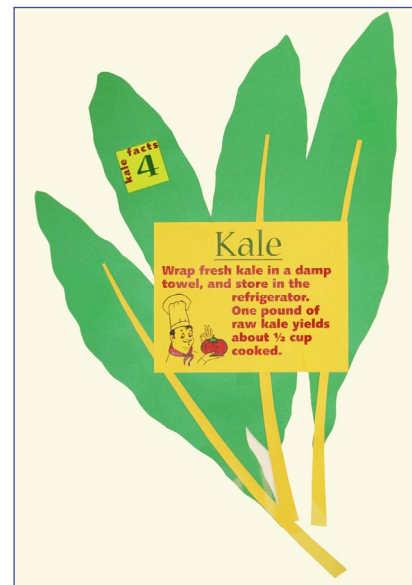 kale facts
4
Kale
Wrap fresh kale in a damp
towel, and store in the
refrigerator.
One pound of
raw kale yields
about ½ cup
cooked.